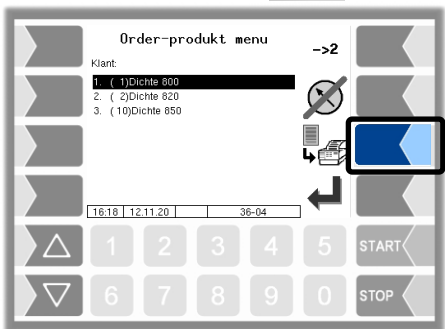 Order-produkt menu
->2
Klant:
1. ( 1)Dichte 800
2. ( 2)Dichte 820
3. ( 10)Dichte 850
16:18 12.11.20 36-04
1 2 3 4 5 START
6 7 8 9 0 STOP